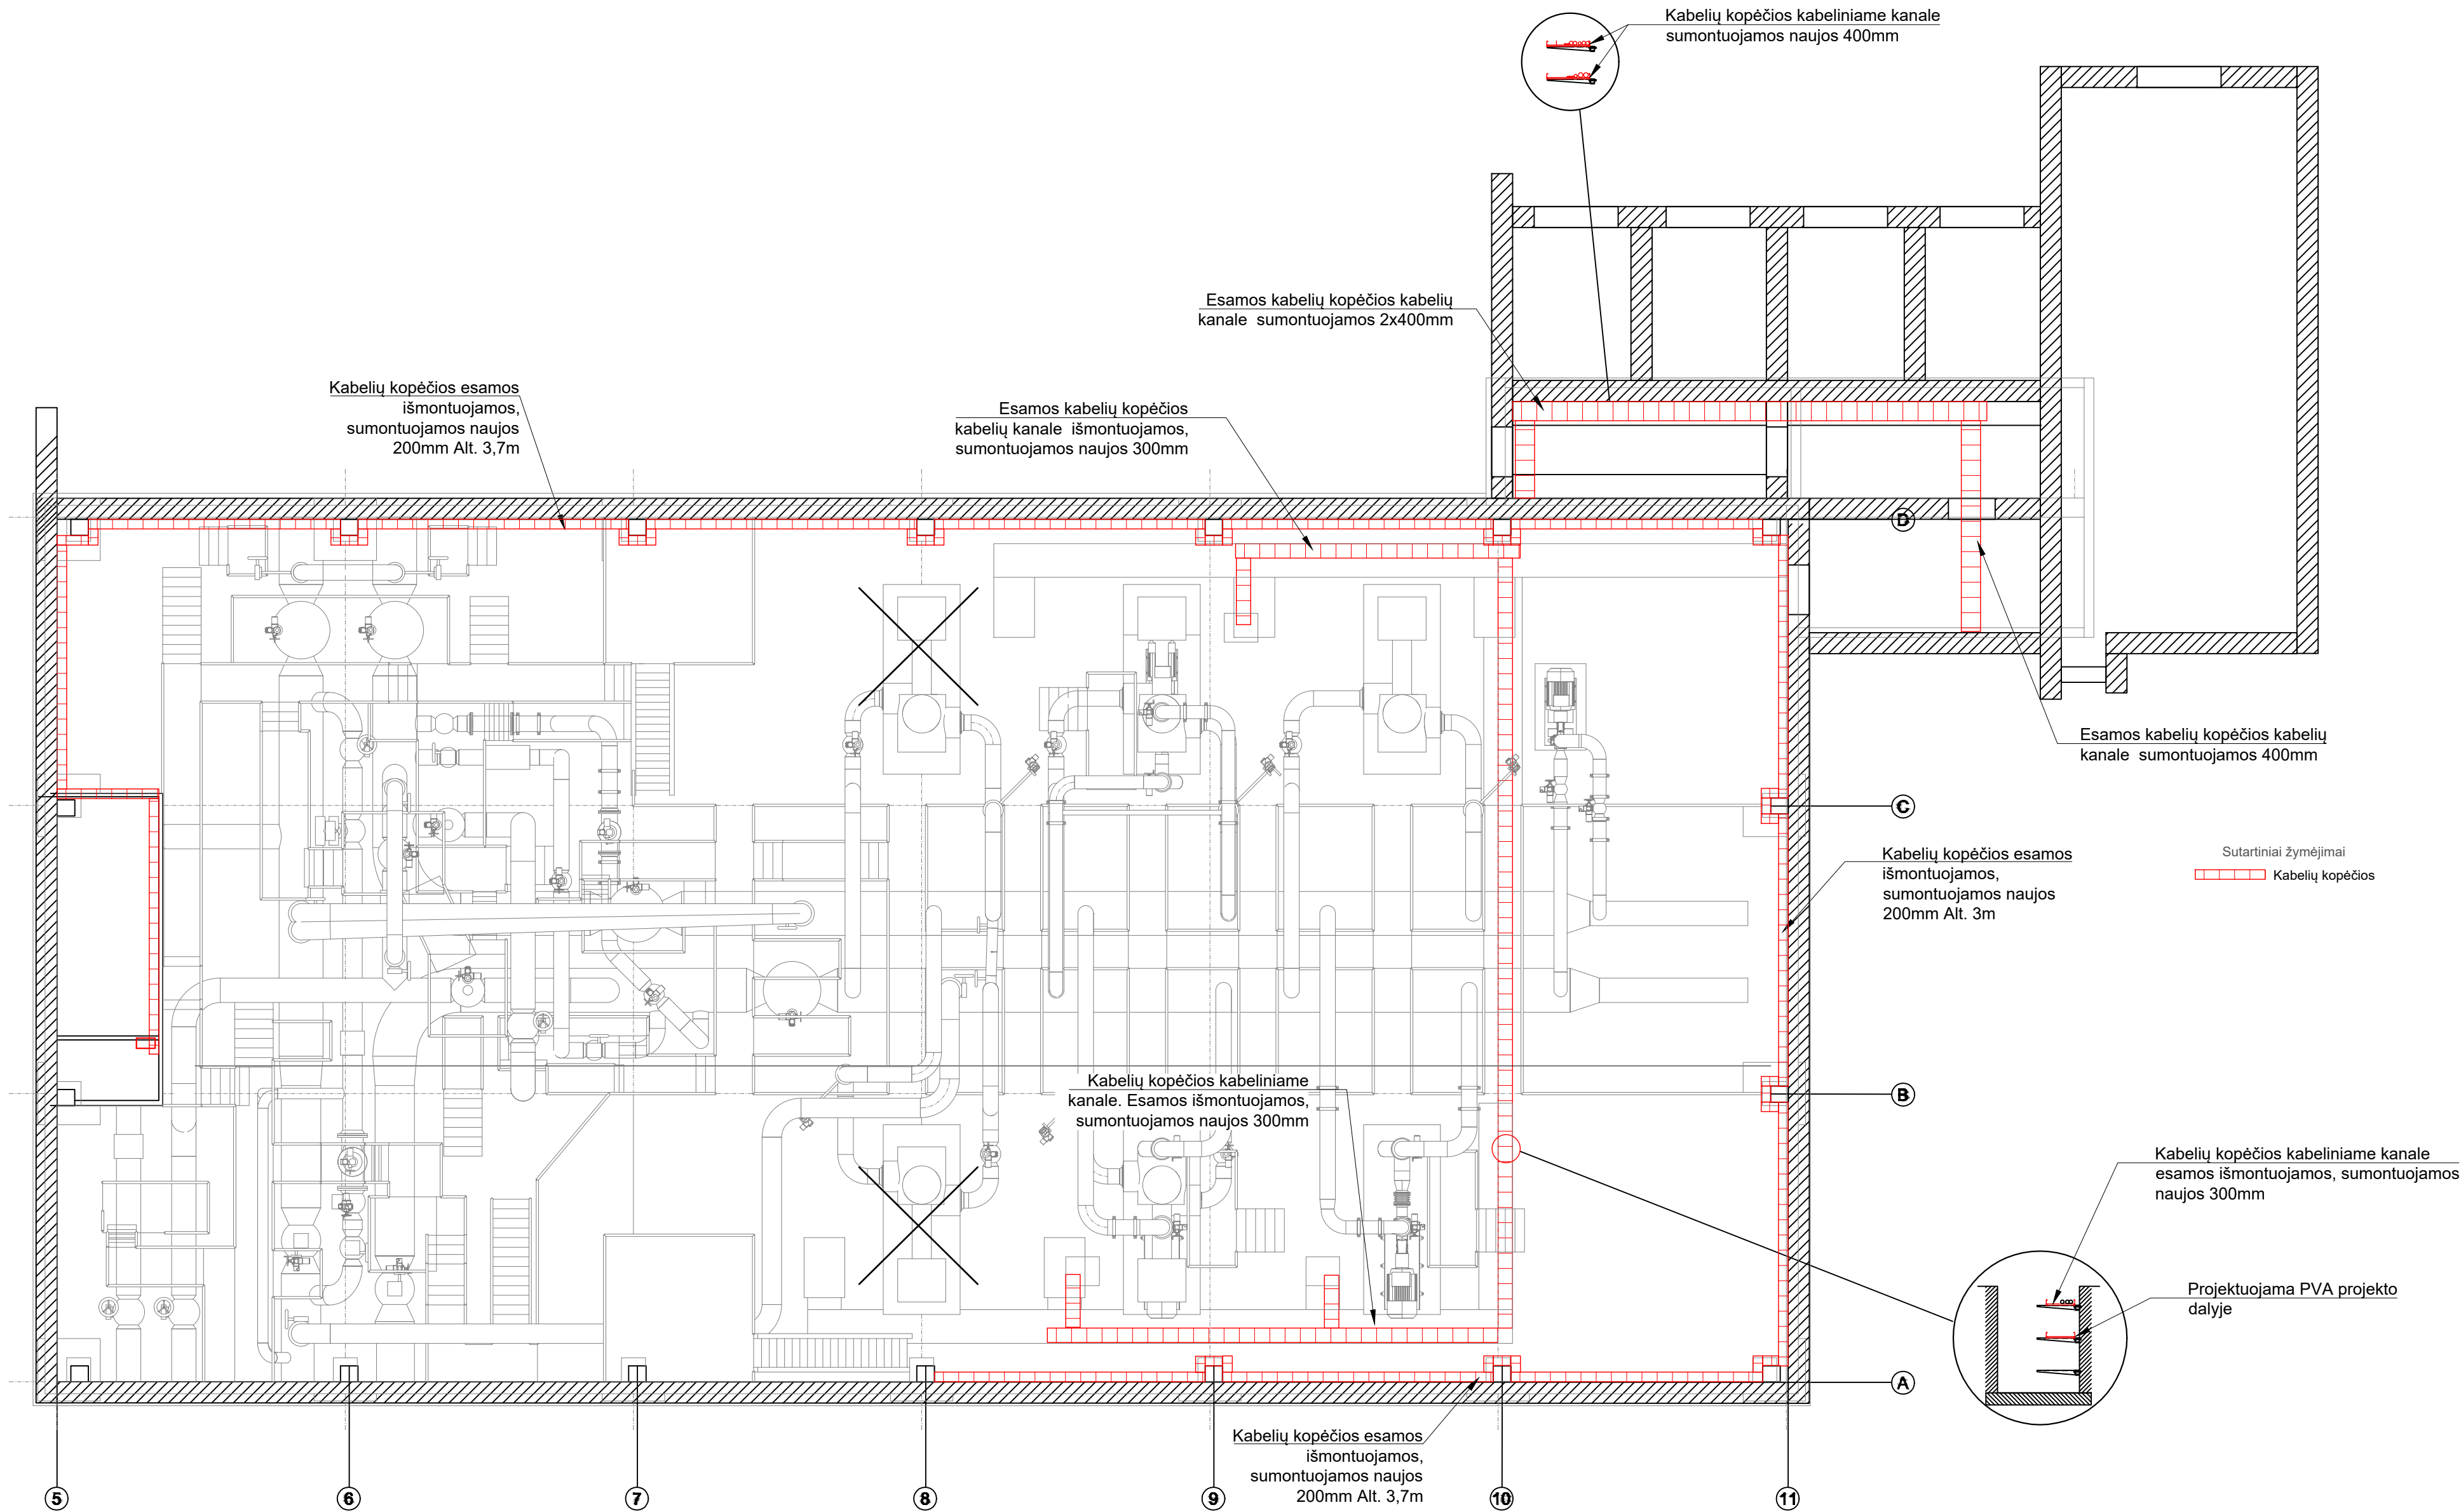 Kabelių kopėčios kabeliniame kanale
sumontuojamos naujos 400mm
Esamos kabelių kopėčios kabelių
kanale sumontuojamos 2x400mm
Kabelių kopėčios esamos
išmontuojamos,
sumontuojamos naujos
200mm Alt. 3,7m
Esamos kabelių kopėčios
kabelių kanale išmontuojamos,
sumontuojamos naujos 300mm
D
Esamos kabelių kopėčios kabelių
kanale sumontuojamos 400mm
C
Kabelių kopėčios esamos
išmontuojamos,
sumontuojamos naujos
200mm Alt. 3m
Sutartiniai žymėjimai
Kabelių kopėčios
Kabelių kopėčios kabeliniame
kanale. Esamos išmontuojamos,
sumontuojamos naujos 300mm
B
Kabelių kopėčios kabeliniame kanale
esamos išmontuojamos, sumontuojamos
naujos 300mm
Projektuojama PVA projekto
dalyje
A
Kabelių kopėčios esamos
išmontuojamos,
sumontuojamos naujos
200mm Alt. 3,7m
5
6
7
8
9
10
11